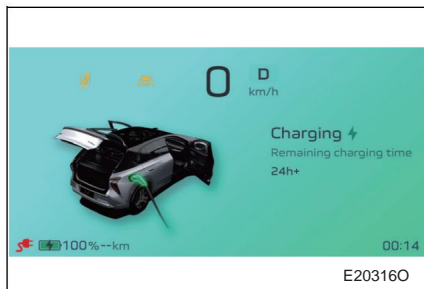 0 D
km/h
Charging
Remaining charging time
24h+
100%--km
00:14
E20316O